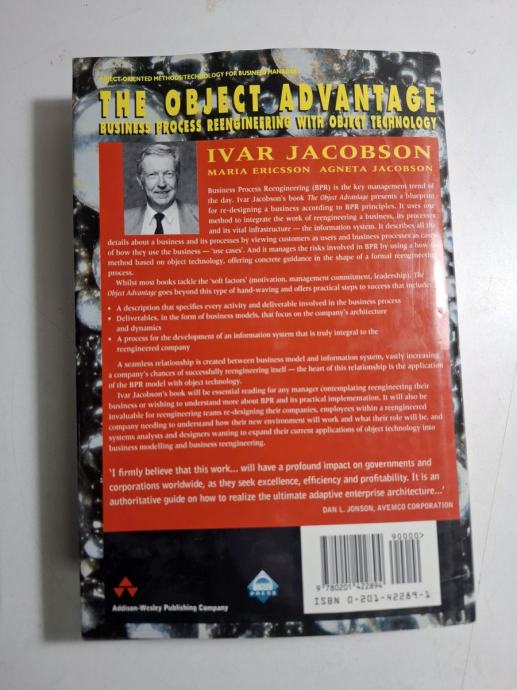 OBJECT-ORIENTED METHODS/TECHNOLOGY FOR BUSINESS MANAGERS
THE OBJECT ADVANTAGE
BUSINESS PROCESS REENGINEERING WITH OBJECT TECHNOLOGY
IVAR JACOBSON
MARIA ERICSSON AGNETA JACOBSON
Business Process Reengineering (BPR) is the key management trend of
the day. Ivar Jacobson's book The Object Advantage presents a blueprint
for re-designing a business according to BPR principles. It uses one
method to integrate the work of reengineering a business, its processes
and its vital infrastructure — the information system. It describes all the
details about a business and its processes by viewing customers as users and business processes as cases
of how they use the business — 'use cases'. And it manages the risks involved in BPR by using a how-to
method based on object technology, offering concrete guidance in the shape of a formal reengineering
process.
Whilst most books tackle the 'soft factors' (motivation, management commitment, leadership), The
Object Advantage goes beyond this type of hand-waving and offers practical steps to success that include:
• A description that specifies every activity and deliverable involved in the business process
• Deliverables, in the form of business models, that focus on the company's architecture
and dynamics
• A process for the development of an information system that is truly integral to the
reengineered company
A seamless relationship is created between business model and information system, vastly increasing
a company's chances of successfully reengineering itself — the heart of this relationship is the application
of the BPR model with object technology.
Ivar Jacobson's book will be essential reading for any manager contemplating reengineering their
business or wishing to understand more about BPR and its practical implementation. It will also be
invaluable for reengineering teams re-designing their companies, employees within a reengineered
company needing to understand how their new environment will work and what their role will be, and
systems analysts and designers wanting to expand their current applications of object technology into
business modelling and business reengineering.
'I firmly believe that this work... will have a profound impact on governments and
corporations worldwide, as they seek excellence, efficiency and profitability. It is an
authoritative guide on how to realize the ultimate adaptive enterprise architecture...'
DAN L. JONSON, AVEMCO CORPORATION
90000>
9 780201 422894
ISBN 0-201-42289-1
PRESS
Addison-Wesley Publishing Company